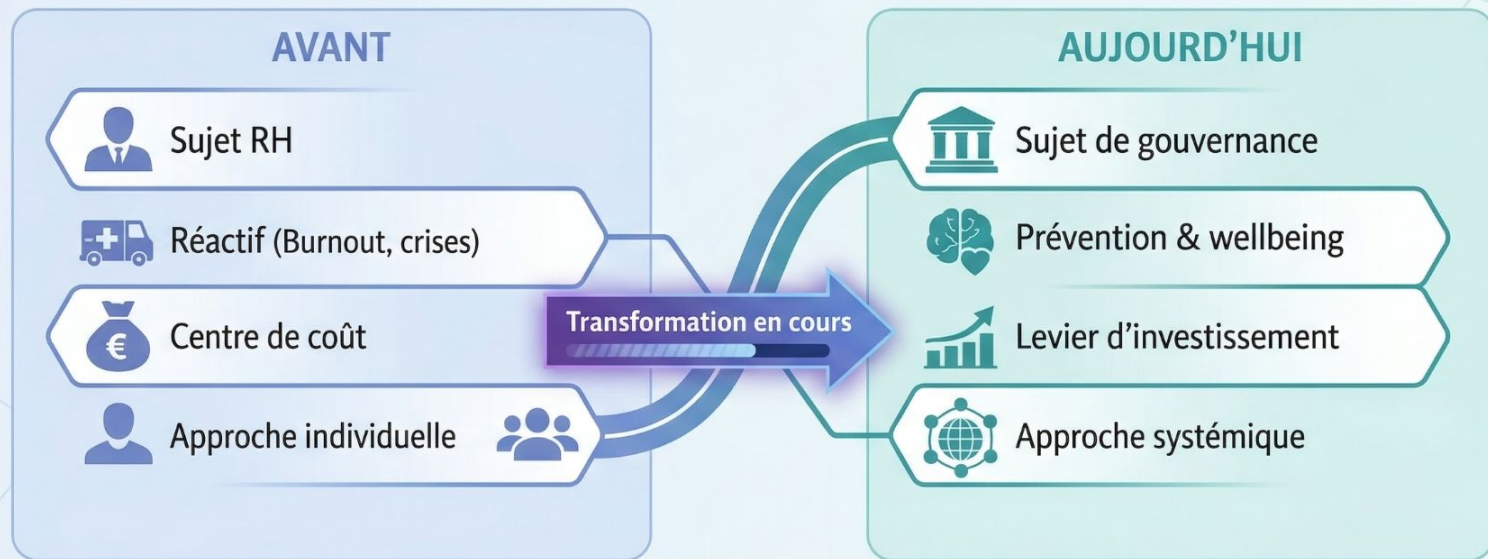 AVANT
Sujet RH
Réactif (Burnout, crises)
Centre de coût
Approche individuelle
Transformation en cours
AUJOURD’HUI
Sujet de gouvernance
Prévention & wellbeing
Levier d’investissement
Approche systémique